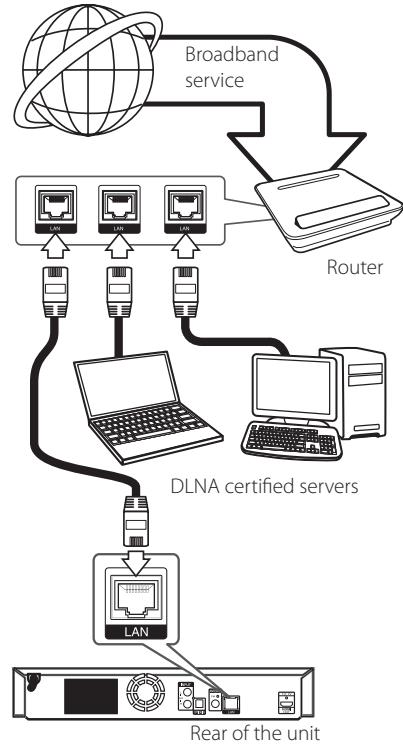 Broadband
service
LAN
LAN
LAN
Router
DLNA certified servers
LAN
Rear of the unit